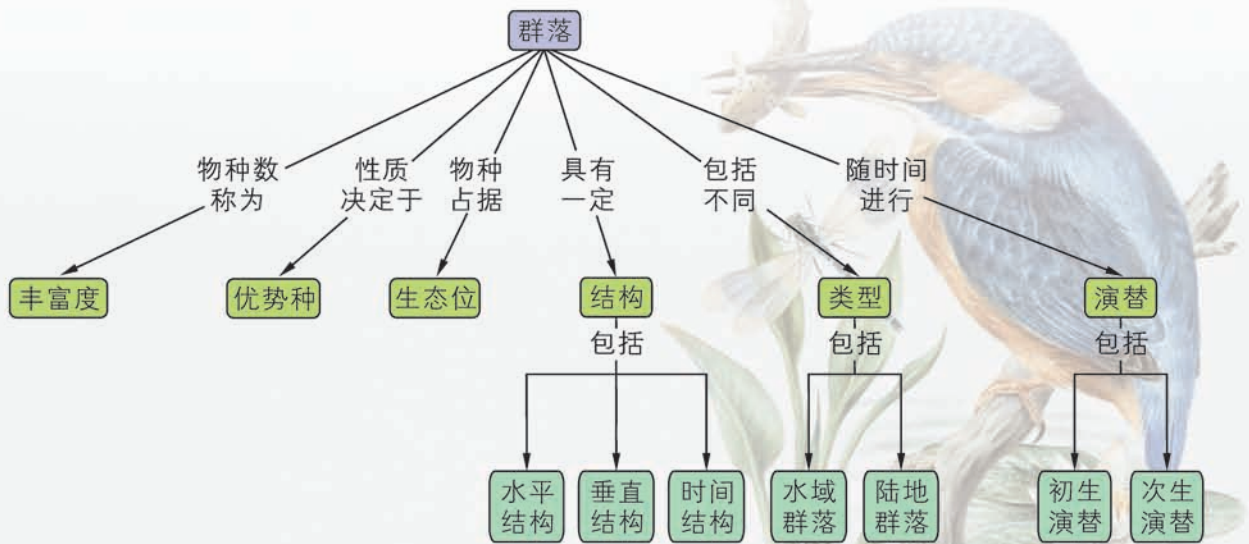 群落
物种数
称为
性质
决定于
物种
占据
具有
一定
包括
不同
随时间
进行
丰富度
优势种
生态位
结构
类型
演替
包括
包括
包括
水平
结构
垂直
结构
时间
结构
水域
群落
陆地
群落
初生
演替
次生
演替